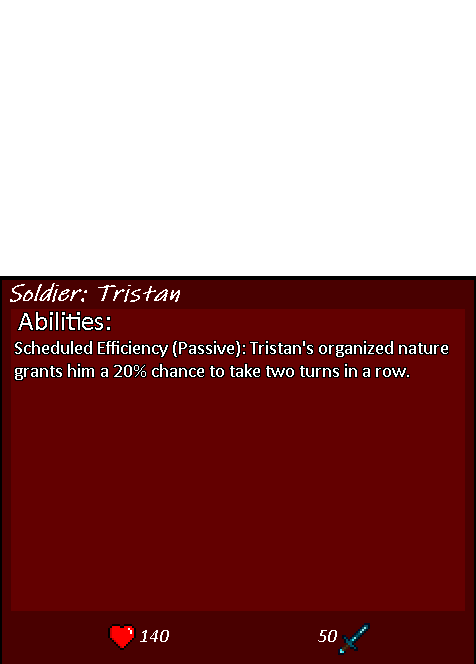 Soldier: Tristan
Abilities:
Scheduled Efficiency (Passive): Tristan's organized nature
grants him a 20% chance to take two turns in a row.
140
50